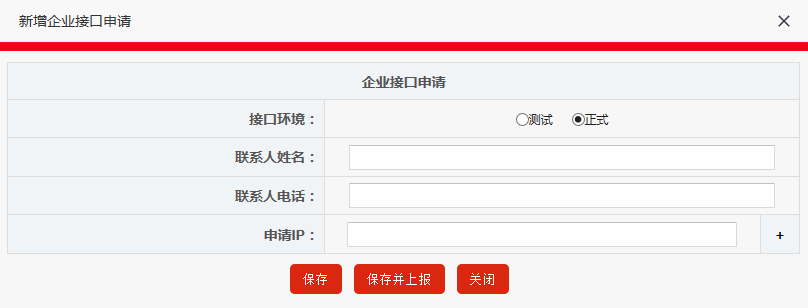 新增企业接口申请
企业接口申请
接口环境： 测试 正式
联系人姓名：
联系人电话：
申请IP： +
保存 保存并上报 关闭